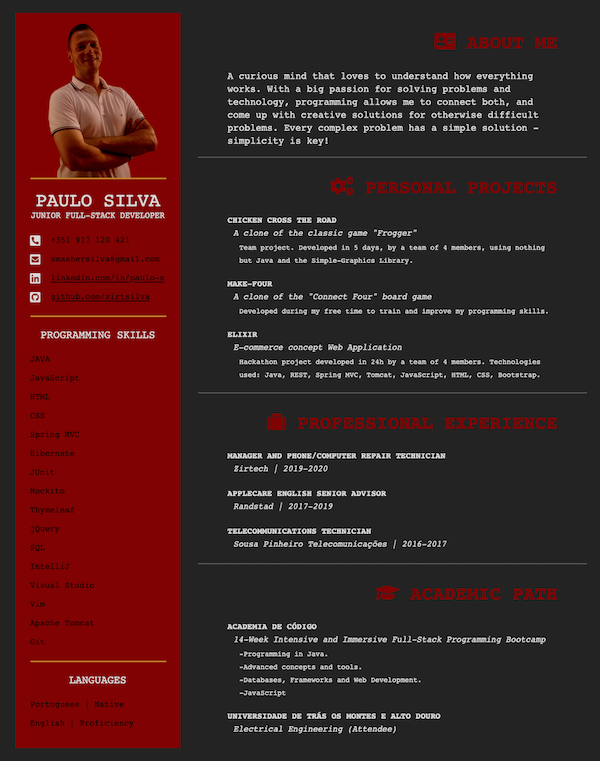 PAULO SILVA
JUNIOR FULL-STACK DEVELOPER
linkedin.com/in/paulo-s
PROGRAMMING SKILLS
JAVA
JavaScript
HTML
CSS
Spring MVC
Hibernate
JUnit
Mockito
Thymeleaf
jQuery
SQL
IntelliJ
Visual Studio
Vim
Apache Tomcat
Git
LANGUAGES
Portuguese | Native
English | Proficiency
ABOUT ME
A curious mind that loves to understand how everything
works. With a big passion for solving problems and
technology, programming allows me to connect both, and
come up with creative solutions for otherwise difficult
problems. Every complex problem has a simple solution -
simplicity is key!
PERSONAL PROJECTS
CHICKEN CROSS THE ROAD
A clone of the classic game "Frogger"
Team project. Developed in 5 days, by a team of 4 members, using nothing
but Java and the Simple-Graphics Library.
MAKE-FOUR
A clone of the "Connect Four" board game
Developed during my free time to train and improve my programming skills.
ELIXIR
E-commerce concept Web Application
Hackathon project developed in 24h by a team of 4 members. Technologies
used: Java, REST, Spring MVC, Tomcat, JavaScript, HTML, CSS, Bootstrap.
PROFESSIONAL EXPERIENCE
MANAGER AND PHONE/COMPUTER REPAIR TECHNICIAN
Zirtech | 2019-2020
APPLECARE ENGLISH SENIOR ADVISOR
Randstad | 2017-2019
TELECOMMUNICATIONS TECHNICIAN
Sousa Pinheiro Telecomunicações | 2016-2017
ACADEMIC PATH
ACADEMIA DE CÓDIGO
14-Week Intensive and Immersive Full-Stack Programming Bootcamp
-Programming in Java.
-Advanced concepts and tools.
-Databases, Frameworks and Web Development.
-JavaScript
UNIVERSIDADE DE TRÁS OS MONTES E ALTO DOURO
Electrical Engineering (Attendee)